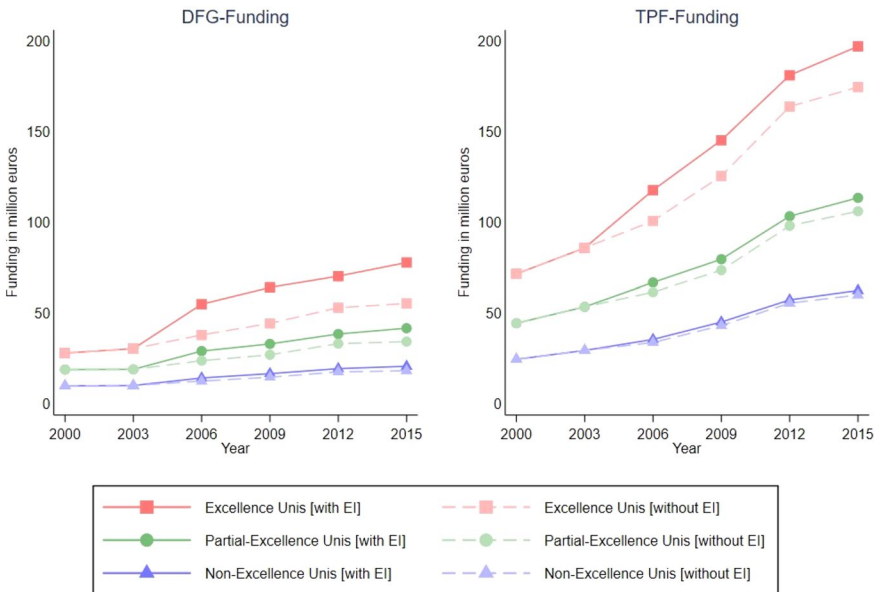 DFG-Funding
Funding in million euros
200
150
100
50
0
2000 2003 2006 2009 2012 2015
Year
TPF-Funding
Funding in million euros
200
150
100
50
0
2000 2003 2006 2009 2012 2015
Year
Excellence Unis [with EI] Excellence Unis [without EI]
Partial-Excellence Unis [with EI] Partial-Excellence Unis [without EI]
Non-Excellence Unis [with EI] Non-Excellence Unis [without EI]